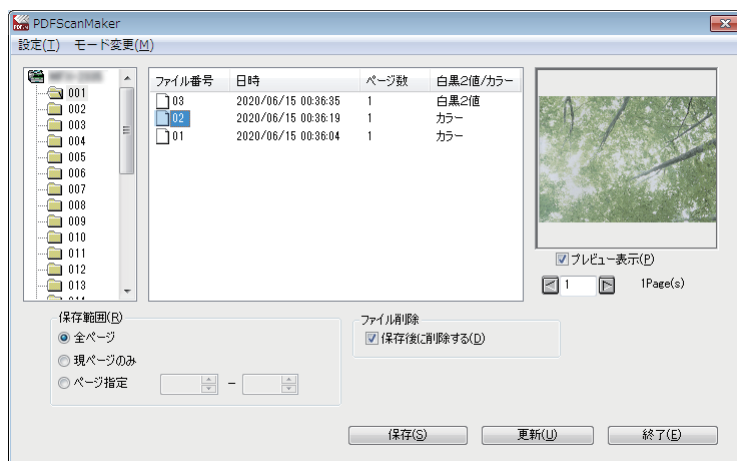 PDFScanMaker
設定(T) モード変更(M)
001
002
003
004
005
006
007
008
009
010
011
012
013
014
ファイル番号 日時 ページ数 白黒2値/カラー
03 2020/06/15 00:36:35 1 白黒2値
02 2020/06/15 00:36:19 1 カラー
01 2020/06/15 00:36:04 1 カラー
プレビュー表示(P)
1 1Page(s)
保存範囲(R)
全ページ
現ページのみ
ページ指定 -
ファイル削除
保存後に削除する(D)
保存(S) 更新(U) 終了(E)